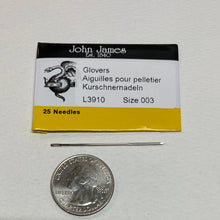 John James
Est. 1840
Glovers
Aiguilles pour pelletier
Kurschnernadeln
L3910 Size 003
25 Needles